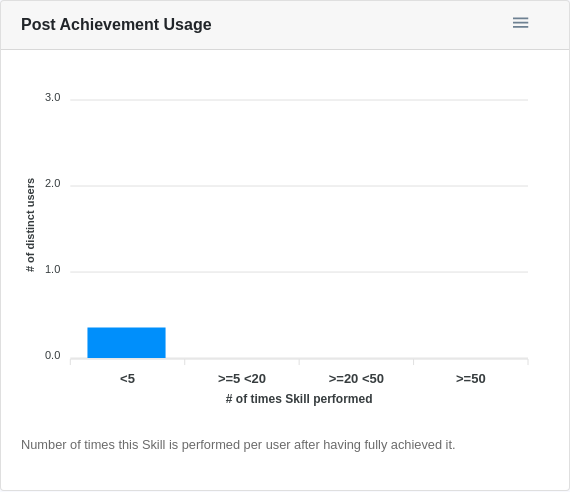 Post Achievement Usage
3.0
2.0
1.0
0.0
# of distinct users
<5 >=5 <20 >=20 <50 >=50
# of times Skill performed
Number of times this Skill is performed per user after having fully achieved it.